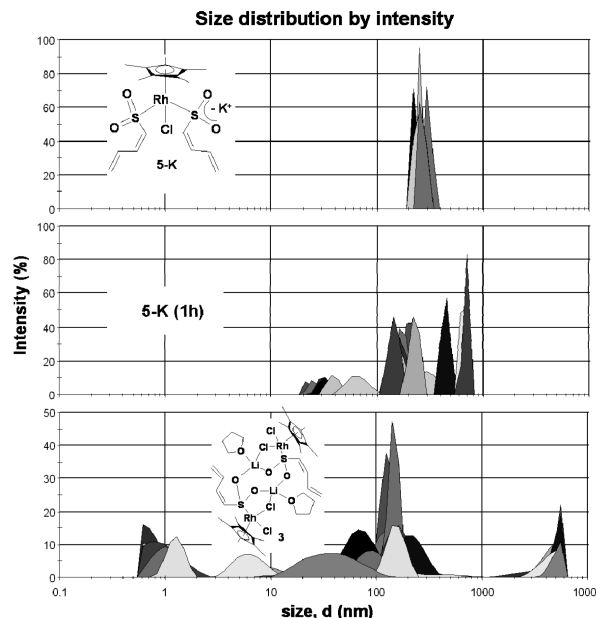 Size distribution by intensity
Intensity (%)
100
80
60
40
20
0
Rh
O
O
S
Cl
S
O
O
- K+
5-K
100
80
60
40
20
0
5-K (1h)
50
40
30
20
10
0
Cl
Rh
Cl
O
Li
S
O
O
O
S
O
Li
O
Cl
Rh
Cl
3
0.1
1
10
100
1000
1000
size, d (nm)